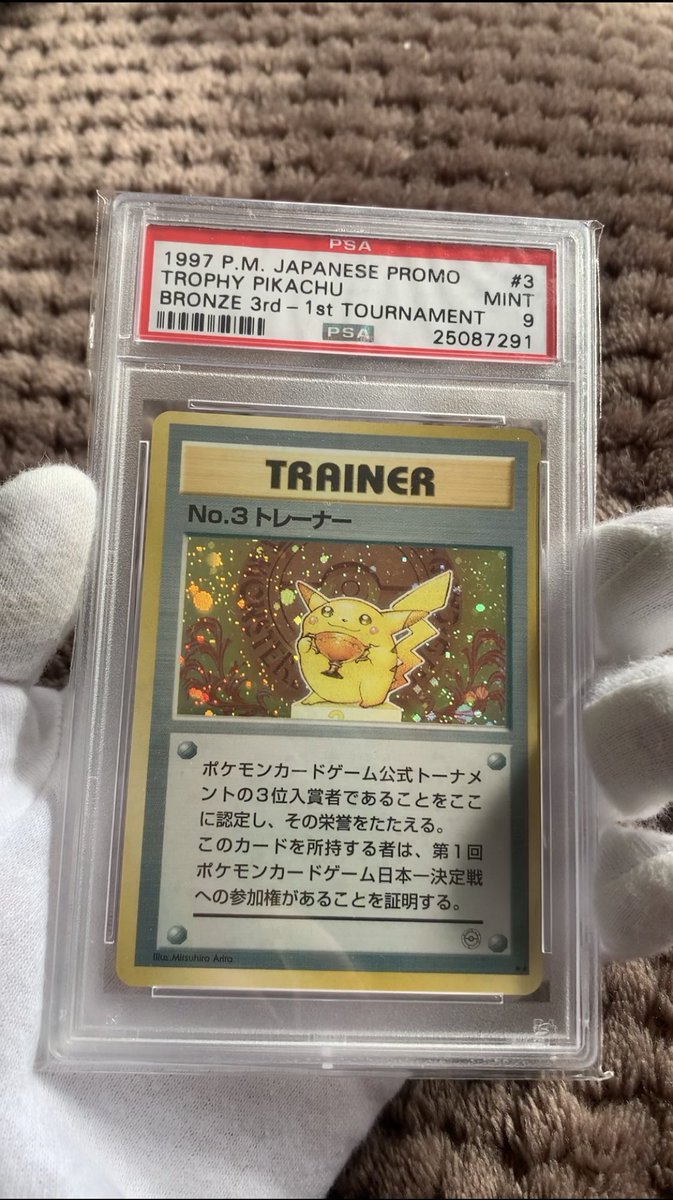 PSA
1997 P.M. JAPANESE PROMO #3
TROPHY PIKACHU MINT
BRONZE 3rd - 1st TOURNAMENT 9
PSA 25087291
TRAINER
No.3 トレーナー
ポケモンカードゲーム公式トーナメ
ントの3位入賞者であることをここ
に認定し、その栄誉をたたえる。
このカードを所持する者は、第1回
ポケモンカードゲーム日本一決定戦
への参加権があることを証明する。
Illus. Mitsuhiro Arita